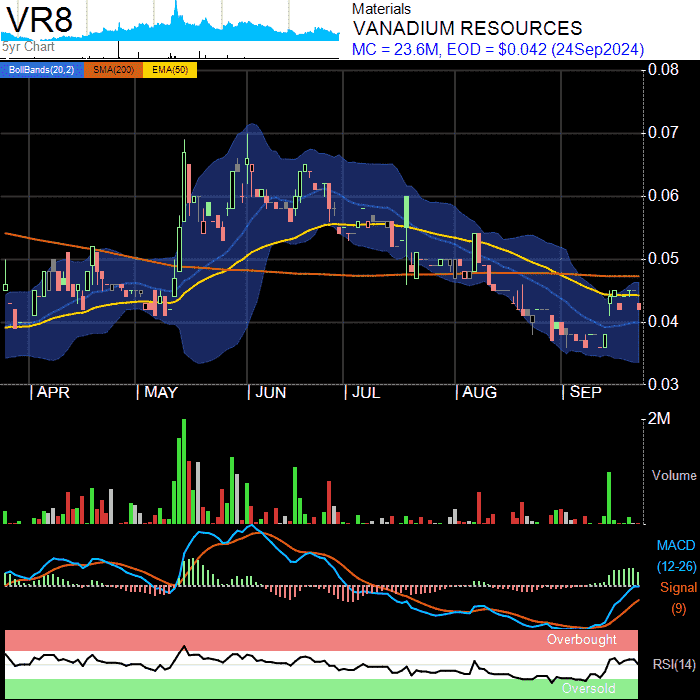 VR8
5yr Chart
Materials
VANADIUM RESOURCES
MC = 23.6M, EOD = $0.042 (24Sep2024)
BollBands(20,2) SMA(200) EMA(50)
0.08
0.07
0.06
0.05
0.04
0.03
APR MAY JUN JUL AUG SEP
2M
Volume
MACD
(12-26)
Signal
(9)
Overbought
RSI(14)
Oversold